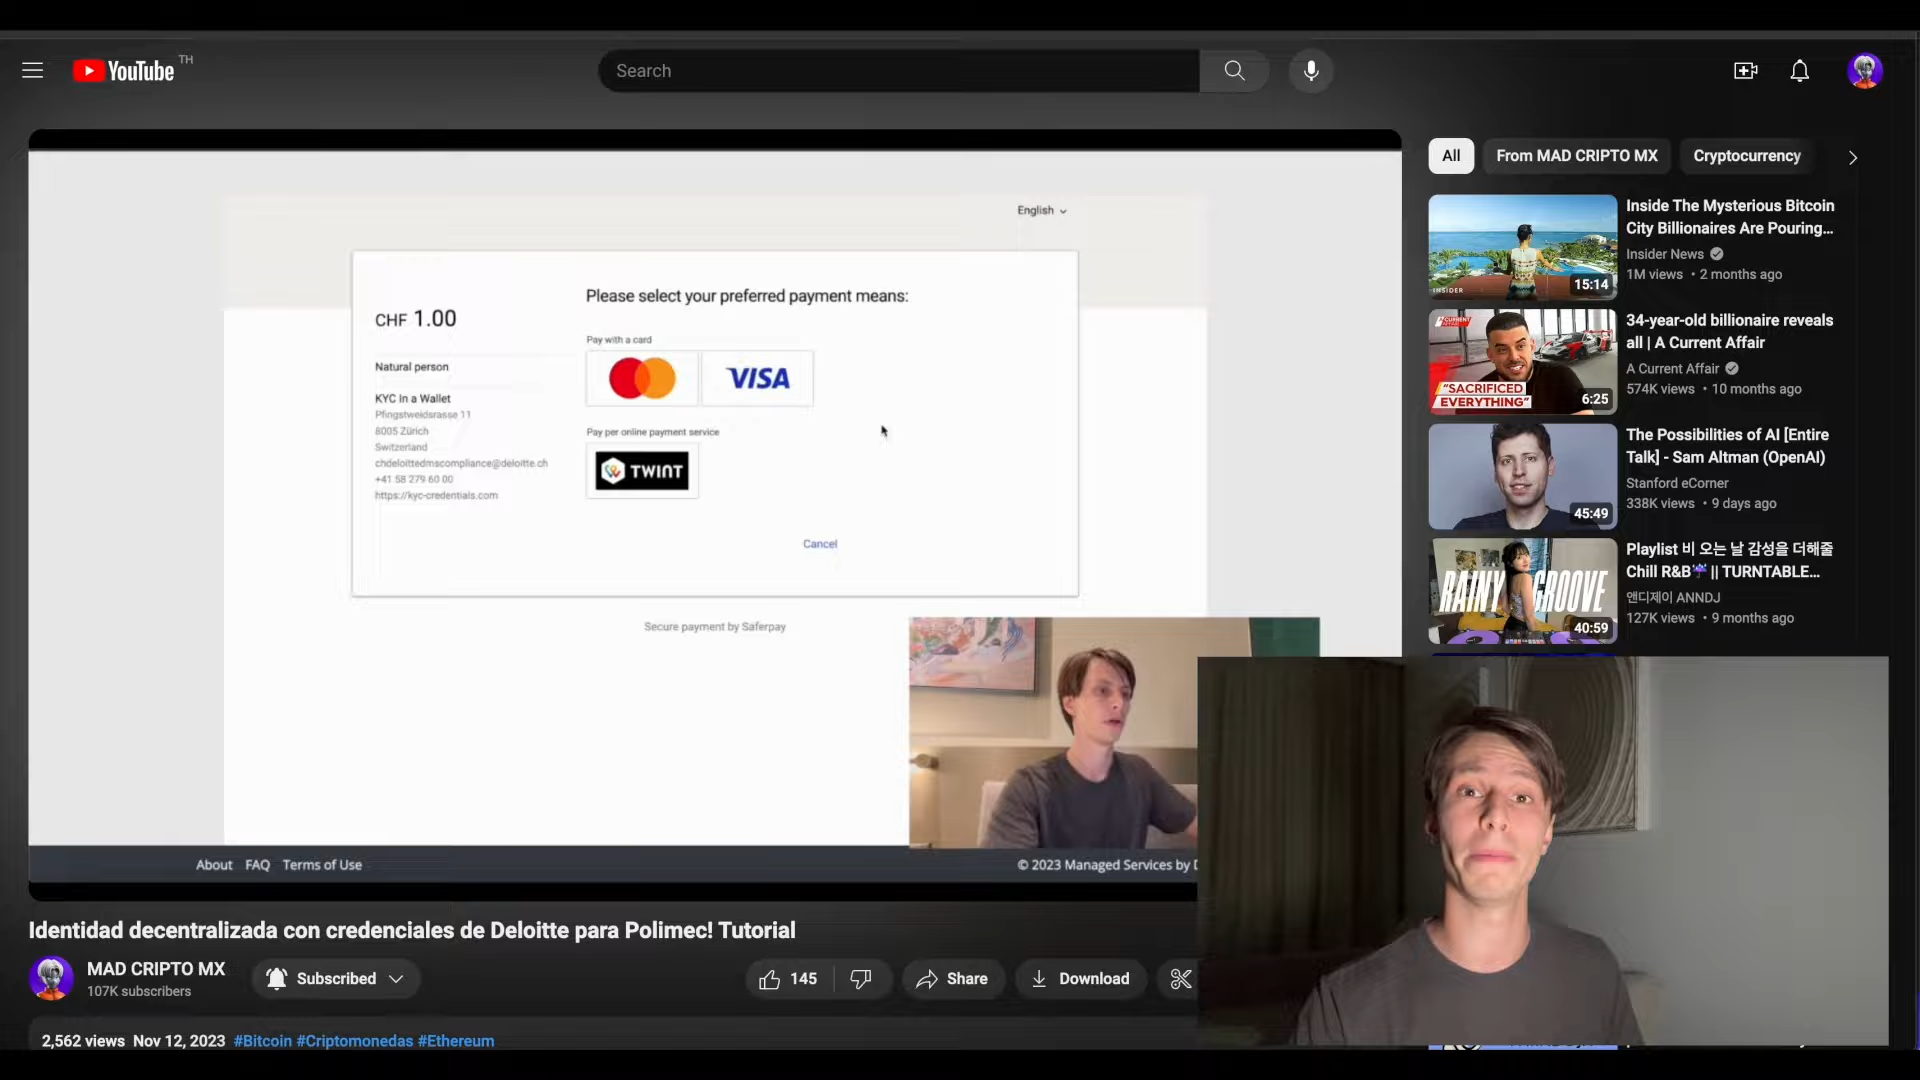 YouTube TH
Search
English
CHF 1.00
Natural person
KYC in a Wallet
Pfingstweidsrasse 11
8005 Zürich
Switzerland
chdeloittedmscompliance@deloitte.ch
+41 58 279 60 00
https://kyc-credentials.com
Please select your preferred payment means:
Pay with a card
VISA
Pay per online payment service
TWINT
Cancel
Secure payment by Saferpay
About FAQ Terms of Use
© 2023 Managed Services by
Identidad decentralizada con credenciales de Deloitte para Polimec! Tutorial
MAD CRIPTO MX
107K subscribers
Subscribed
145
Share
Download
2,562 views Nov 12, 2023 #Bitcoin #Criptomonedas #Ethereum
All
From MAD CRIPTO MX
Cryptocurrency
INSIDER
15:14
Inside The Mysterious Bitcoin
City Billionaires Are Pouring...
Insider News
1M views • 2 months ago
"SACRIFICED
EVERYTHING"
6:25
34-year-old billionaire reveals
all | A Current Affair
A Current Affair
574K views • 10 months ago
45:49
The Possibilities of AI [Entire
Talk] - Sam Altman (OpenAI)
Stanford eCorner
338K views • 9 days ago
RAINY GROOVE
40:59
Playlist 비 오는 날 감성을 더해줄
Chill R&B☔ || TURNTABLE...
앤디제이 ANNDJ
127K views • 9 months ago